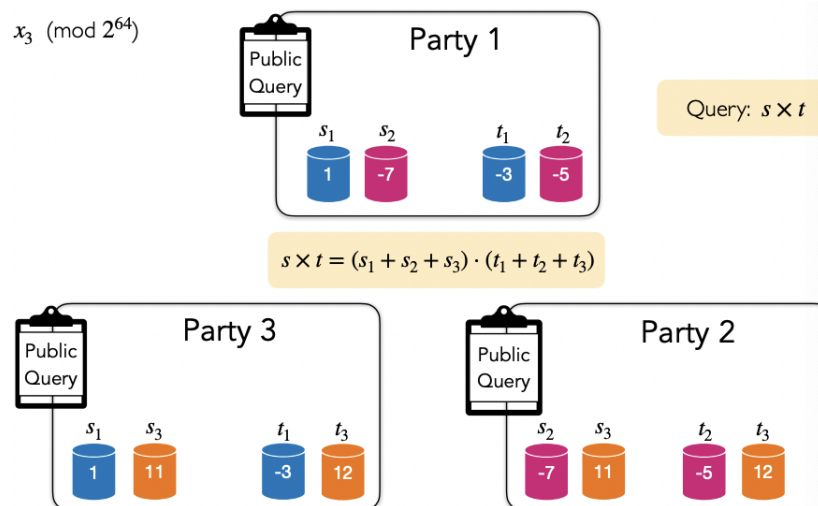 x₃ (mod 2⁶⁴)
Party 1
Public
Query
s₁ s₂ t₁ t₂
1 -7 -3 -5
Query: s × t
s × t = (s₁ + s₂ + s₃) · (t₁ + t₂ + t₃)
Party 3
Public
Query
s₁ s₃ t₁ t₃
1 11 -3 12
Party 2
Public
Query
s₂ s₃ t₂ t₃
-7 11 -5 12